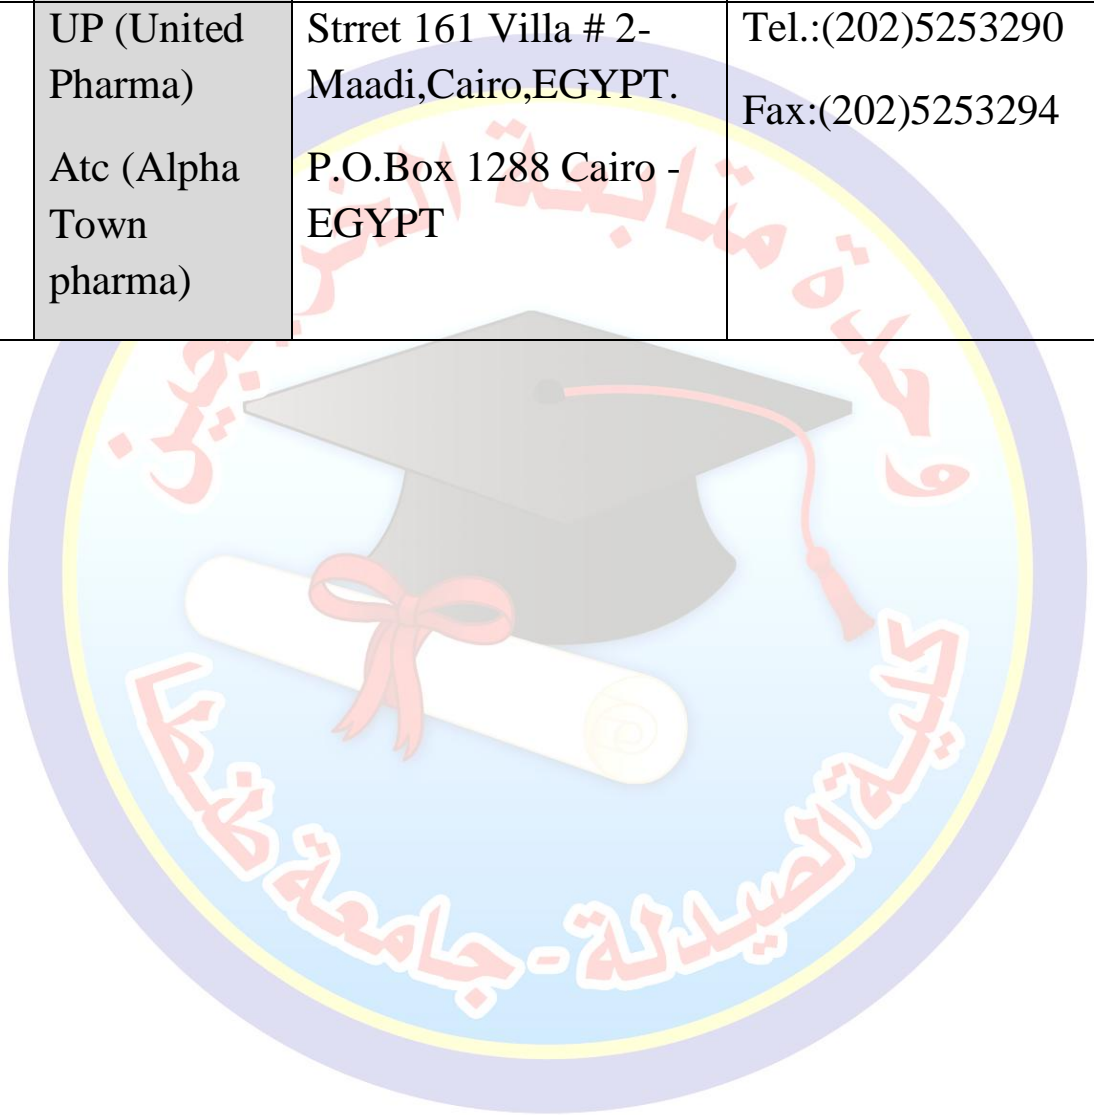 UP (United
Pharma)
Atc (Alpha
Town
pharma)
Strret 161 Villa # 2-
Maadi,Cairo,EGYPT.
P.O.Box 1288 Cairo -
EGYPT
Tel.:(202)5253290
Fax:(202)5253294
وحدة متابعة الخريجين
كلية الصيدلة - جامعة طنطا